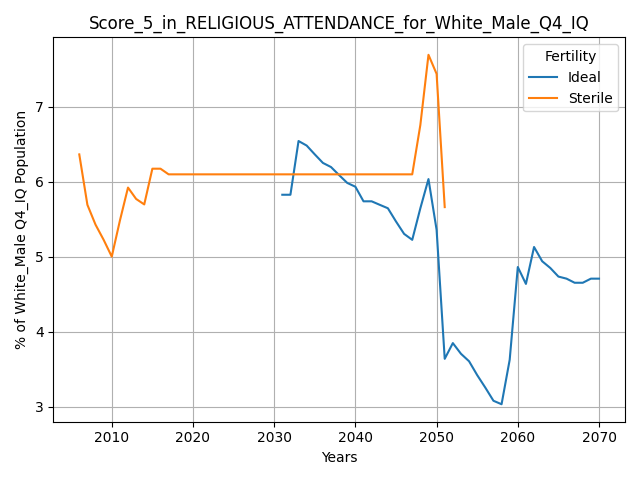 Score_5_in_RELIGIOUS_ATTENDANCE_for_White_Male_Q4_IQ
Fertility
Ideal
Sterile
% of White_Male Q4_IQ Population
7
6
5
4
3
2010 2020 2030 2040 2050 2060 2070
Years